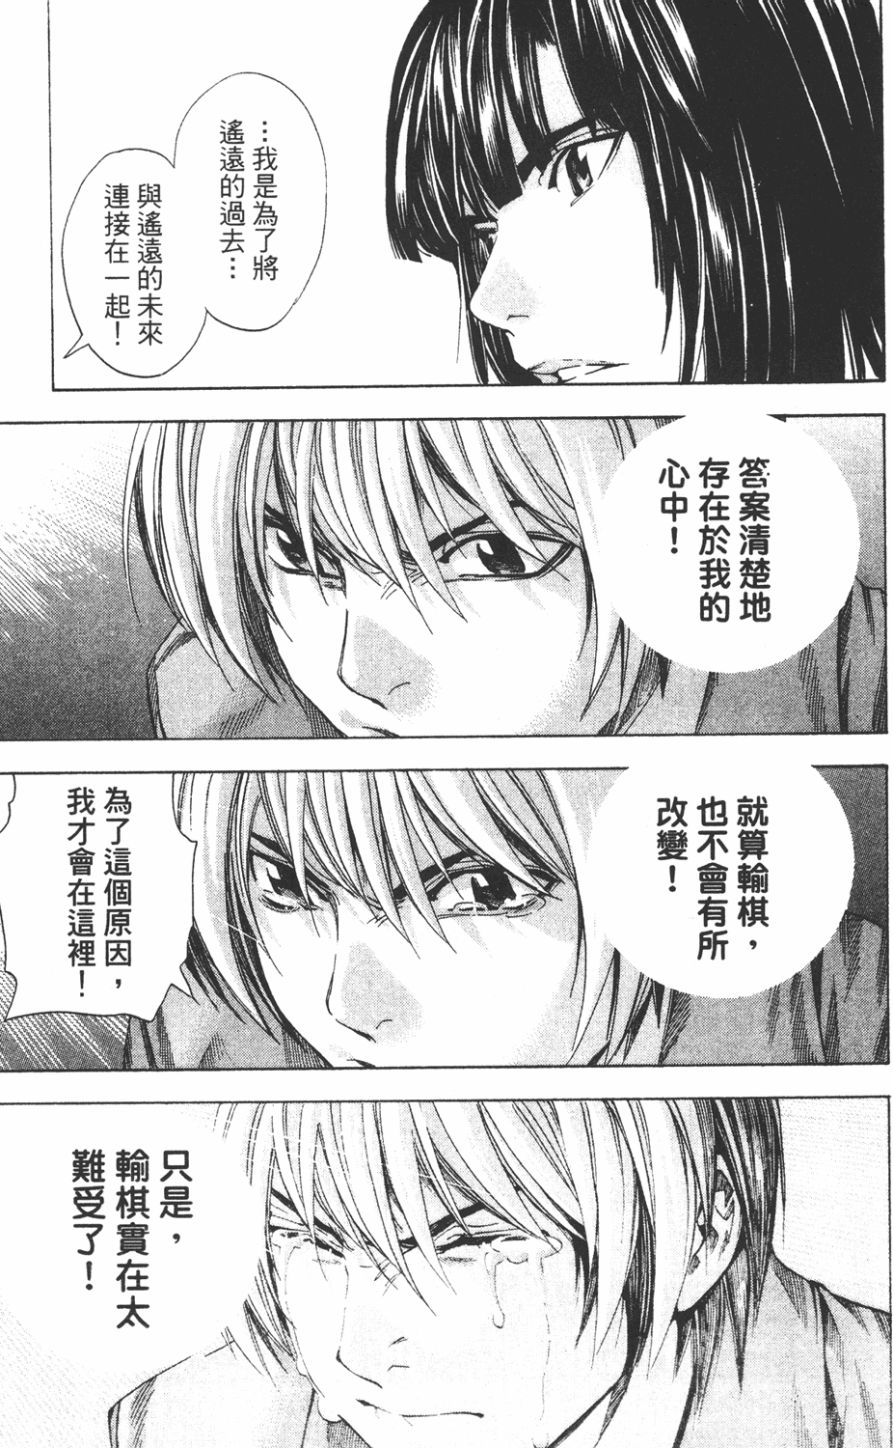 …我是為了將
遙遠的過去…
與遙遠的未來
連接在一起！
答案清楚地
存在於我的
心中！
就算輸棋，
也不會有所
改變！
為了這個原因，
我才會在這裡！
只是，
輸棋實在太
難受了！